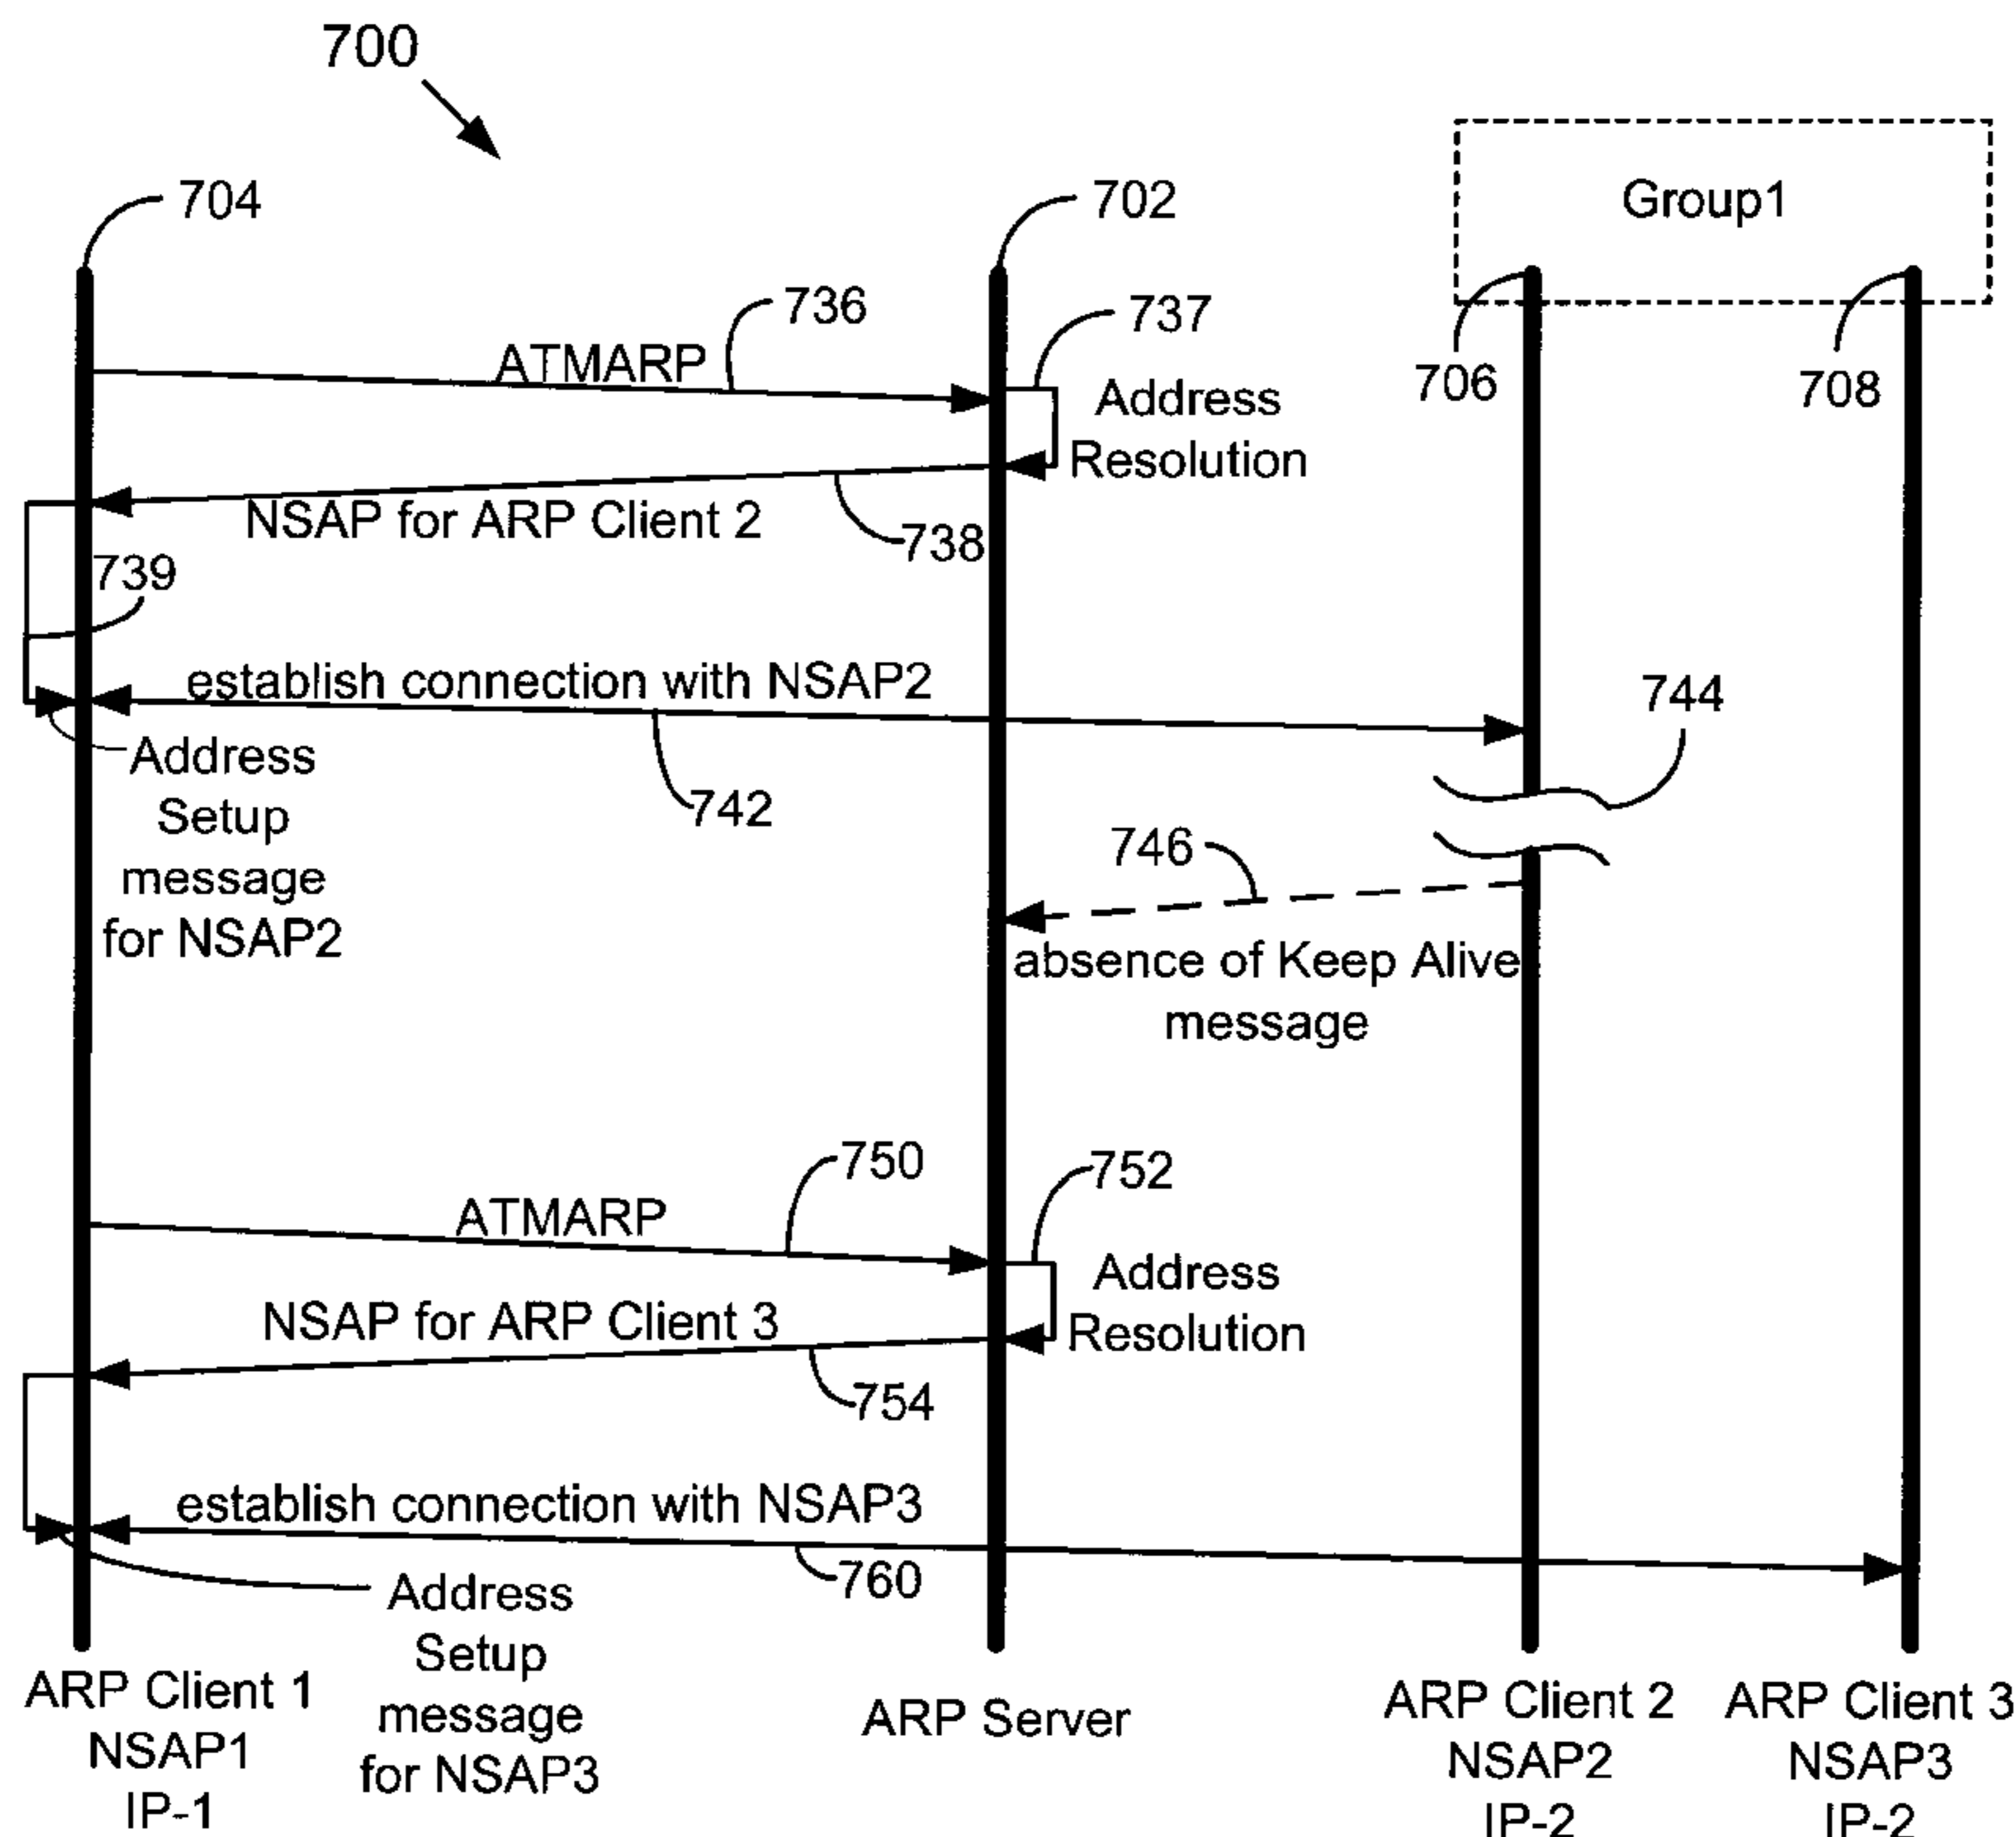 700
704
702
Group1
736
737
ATMARP
Address
Resolution
706
708
NSAP for ARP Client 2
738
739
establish connection with NSAP2
744
Address
Setup
message
for NSAP2
742
746
absence of Keep Alive
message
750
752
ATMARP
Address
Resolution
NSAP for ARP Client 3
754
establish connection with NSAP3
760
Address
Setup
message
for NSAP3
ARP Client 1
NSAP1
IP-1
ARP Server
ARP Client 2
NSAP2
IP-2
ARP Client 3
NSAP3
IP-2